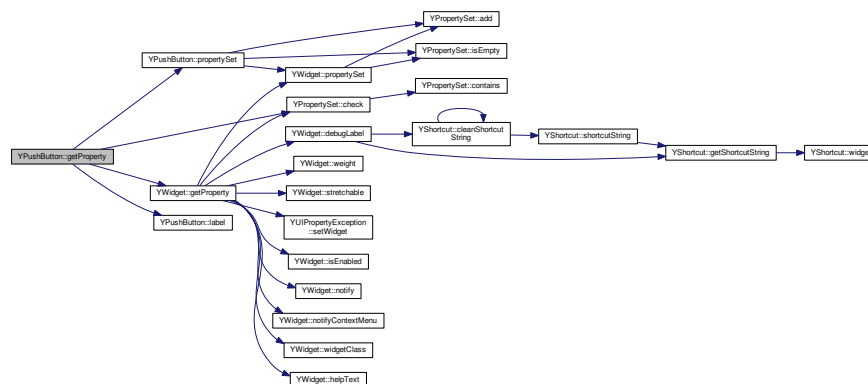 YPropertySet::add
YPropertySet::isEmpty
YPushButton::propertySet
YWidget::propertySet
YPropertySet::contains
YPropertySet::check
YWidget::debugLabel
YShortcut::cleanShortcut
String
YShortcut::shortcutString
YShortcut::getShortcutString
YShortcut::widg
YPushButton::getProperty
YWidget::weight
YWidget::getProperty
YWidget::stretchable
YPushButton::label
YUIPropertyException
::setWidget
YWidget::isEnabled
YWidget::notify
YWidget::notifyContextMenu
YWidget::widgetClass
YWidget::helpText